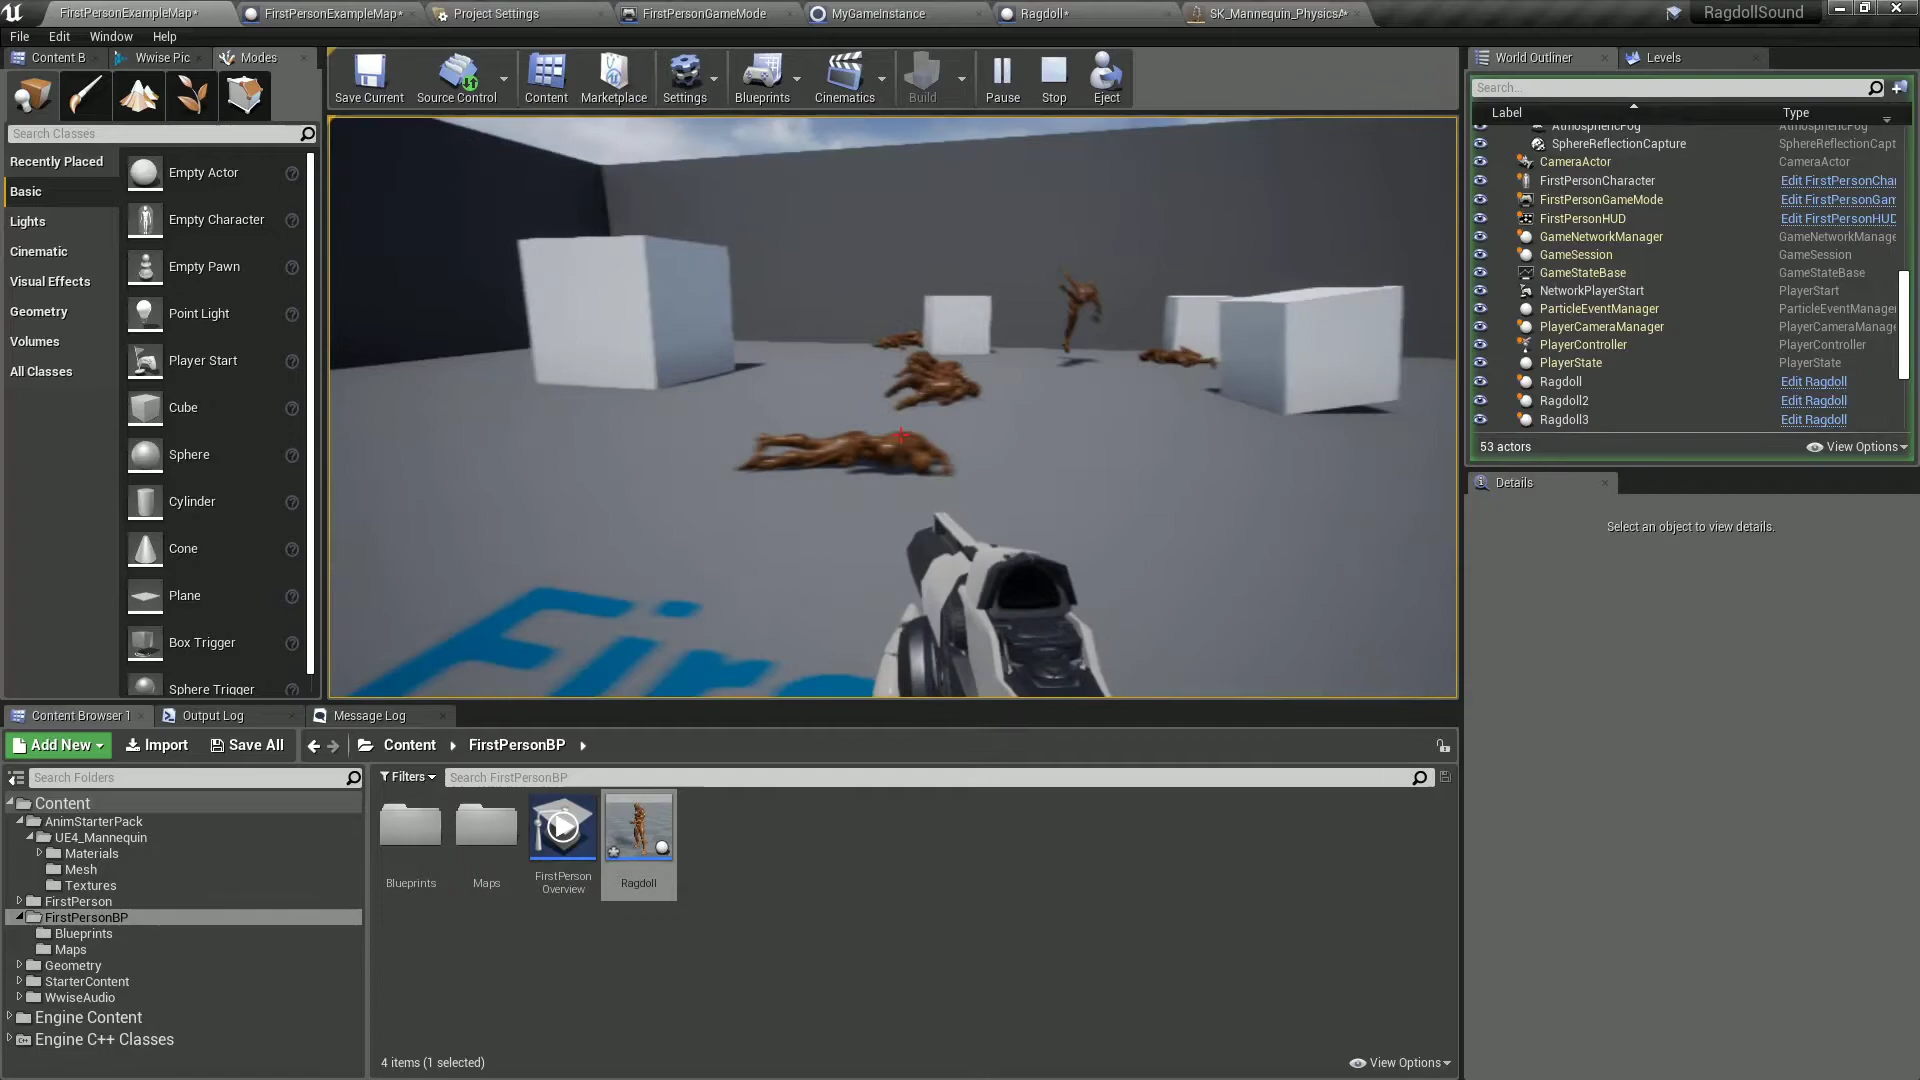 FirstPersonExampleMap*
FirstPersonExampleMap*
Project Settings
FirstPersonGameMode
MyGameInstance
Ragdoll*
SK_Mannequin_PhysicsA*
RagdollSound
File
Edit
Window
Help
Content B
Wwise Pic
Modes
Save Current
Source Control
Content
Marketplace
Settings
Blueprints
Cinematics
Build
Pause
Stop
Eject
Search Classes
Recently Placed
Basic
Lights
Cinematic
Visual Effects
Geometry
Volumes
All Classes
Empty Actor
Empty Character
Empty Pawn
Point Light
Player Start
Cube
Sphere
Cylinder
Cone
Plane
Box Trigger
Sphere Trigger
Fir
World Outliner
Levels
Search...
Label
Type
AtmosphericFog
AtmosphericFog
SphereReflectionCapture
SphereReflectionCapt
CameraActor
CameraActor
FirstPersonCharacter
Edit FirstPersonChar
FirstPersonGameMode
Edit FirstPersonGam
FirstPersonHUD
Edit FirstPersonHUD
GameNetworkManager
GameNetworkManage
GameSession
GameSession
GameStateBase
GameStateBase
NetworkPlayerStart
PlayerStart
ParticleEventManager
ParticleEventManager
PlayerCameraManager
PlayerCameraManage
PlayerController
PlayerController
PlayerState
PlayerState
Ragdoll
Edit Ragdoll
Ragdoll2
Edit Ragdoll
Ragdoll3
Edit Ragdoll
53 actors
View Options
Details
Select an object to view details.
Content Browser 1
Output Log
Message Log
Add New
Import
Save All
Content
FirstPersonBP
Search Folders
Filters
Search FirstPersonBP
Content
AnimStarterPack
UE4_Mannequin
Materials
Mesh
Textures
FirstPerson
FirstPersonBP
Blueprints
Maps
Geometry
StarterContent
WwiseAudio
Engine Content
Engine C++ Classes
Blueprints
Maps
FirstPerson
Overview
Ragdoll
4 items (1 selected)
View Options